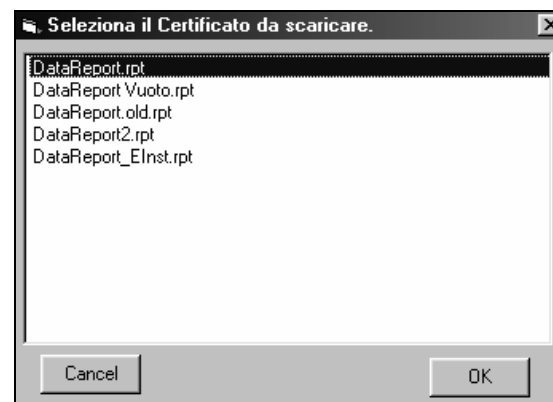 Seleziona il Certificato da scaricare.
DataReport.rpt
DataReport Vuoto.rpt
DataReport.old.rpt
DataReport2.rpt
DataReport_EInst.rpt
Cancel
OK